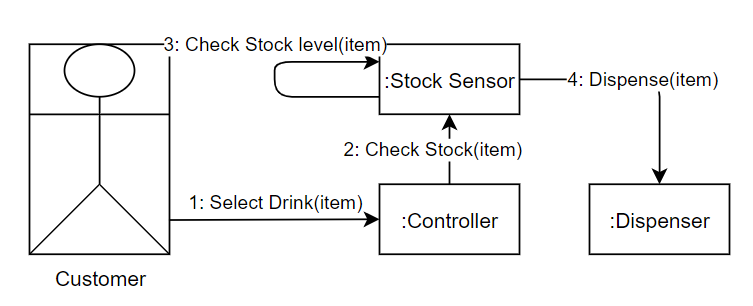 3: Check Stock level(item)
:Stock Sensor
4: Dispense(item)
2: Check Stock(item)
1: Select Drink(item)
:Controller
:Dispenser
Customer